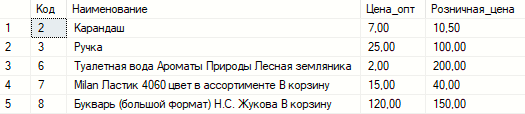 Код Наименование Цена_опт Розничная_цена
1 2 Карандаш 7,00 10,50
2 3 Ручка 25,00 100,00
3 6 Туалетная вода Ароматы Природы Лесная земляника 2,00 200,00
4 7 Milan Ластик 4060 цвет в ассортименте В корзину 15,00 40,00
5 8 Букварь (большой формат) Н.С. Жукова В корзину 120,00 150,00